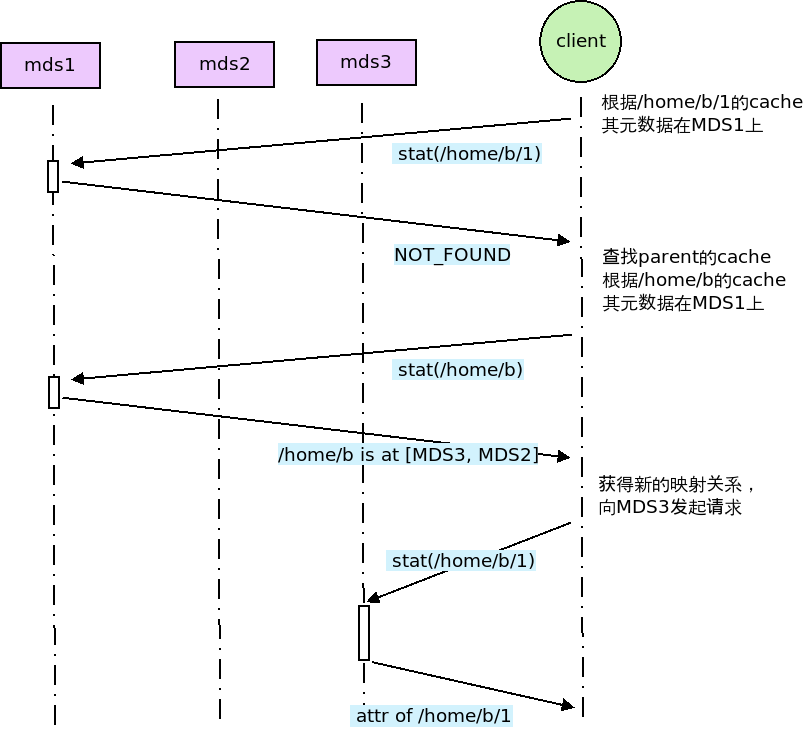 mds1
mds2
mds3
client
根据/home/b/1的cache
其元数据在MDS1上
stat(/home/b/1)
NOT_FOUND
查找parent的cache
根据/home/b的cache
其元数据在MDS1上
stat(/home/b)
/home/b is at [MDS3, MDS2]
获得新的映射关系，
向MDS3发起请求
stat(/home/b/1)
attr of /home/b/1